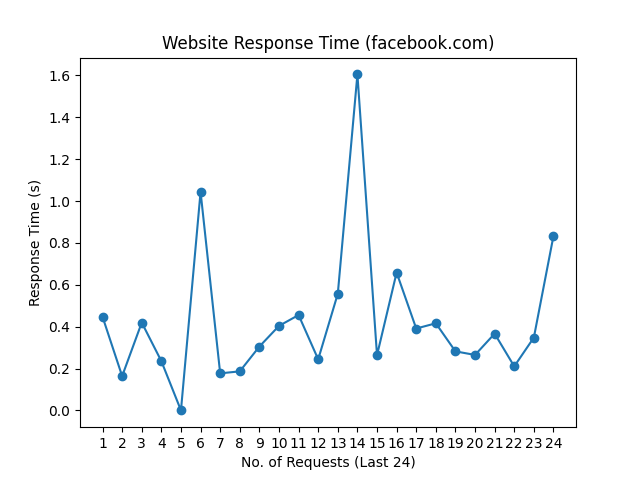 Website Response Time (facebook.com)
Response Time (s)
1.6
1.4
1.2
1.0
0.8
0.6
0.4
0.2
0.0
1 2 3 4 5 6 7 8 9 10 11 12 13 14 15 16 17 18 19 20 21 22 23 24
No. of Requests (Last 24)